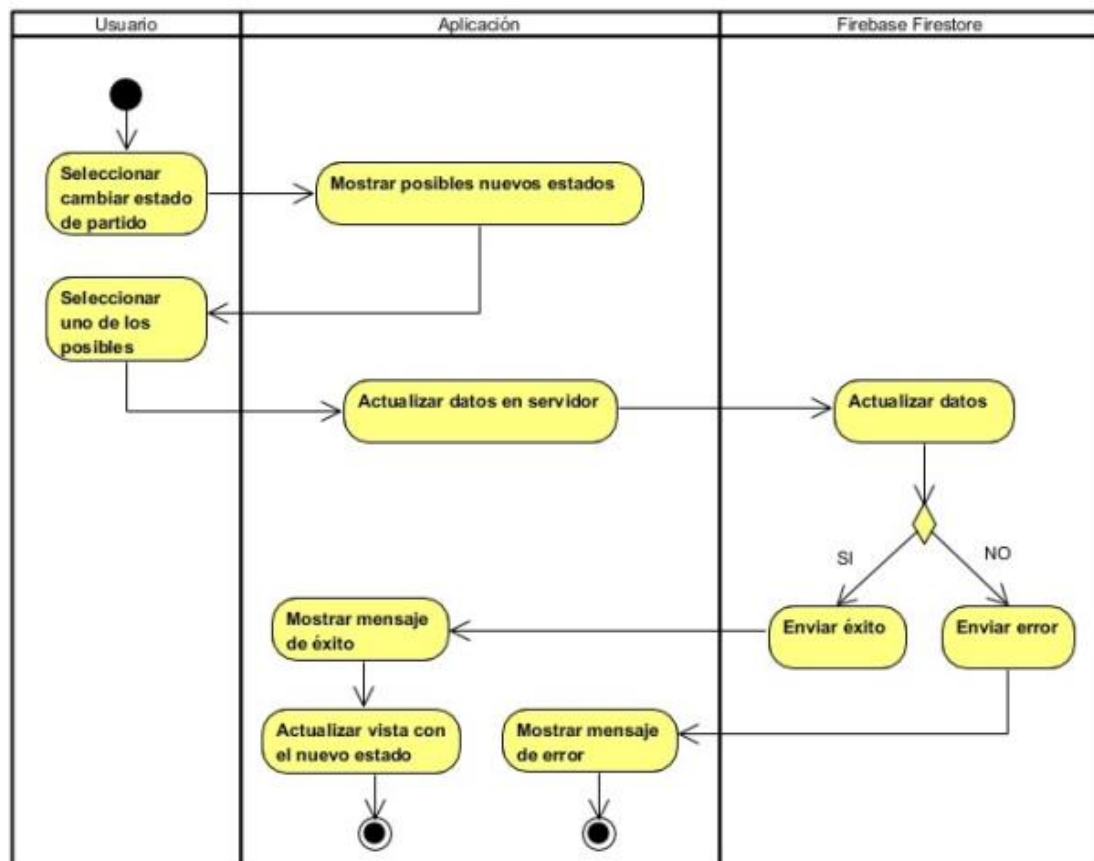 Usuario
Aplicación
Firebase Firestore
Seleccionar
cambiar estado
de partido
Mostrar posibles nuevos estados
Seleccionar
uno de los
posibles
Actualizar datos en servidor
Actualizar datos
SI
NO
Mostrar mensaje
de éxito
Enviar éxito
Enviar error
Actualizar vista con
el nuevo estado
Mostrar mensaje
de error